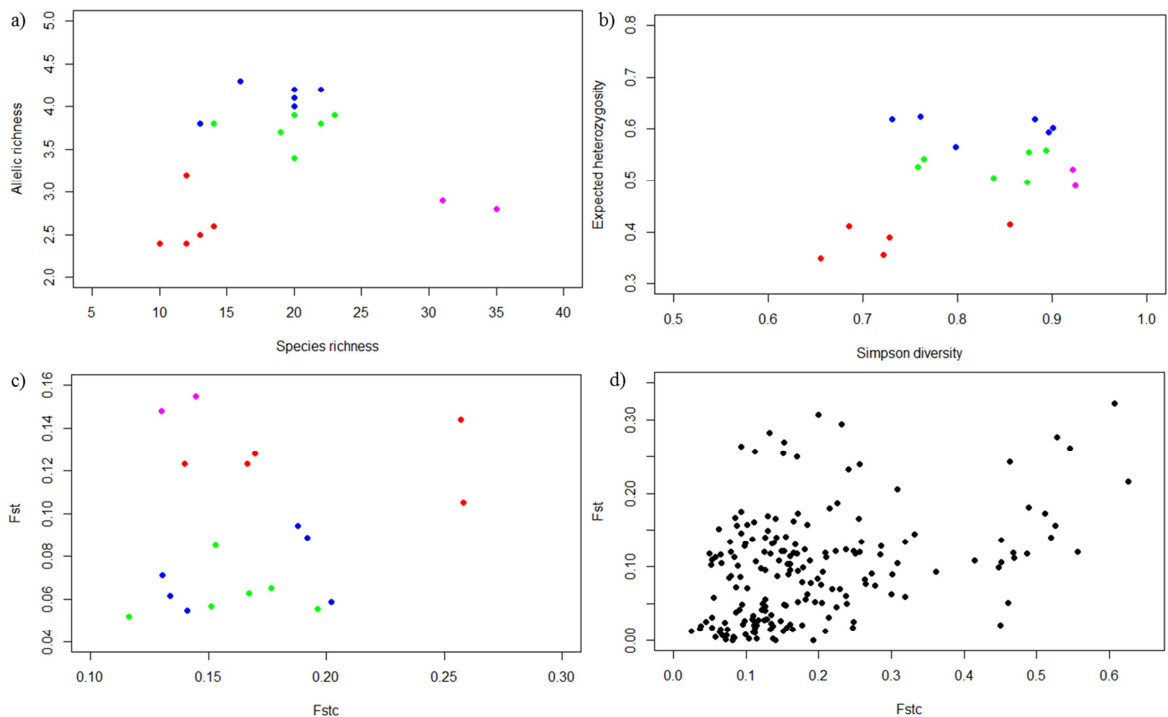 a)
Allelic richness
5.0
4.5
4.0
3.5
3.0
2.5
2.0
5 10 15 20 25 30 35 40
Species richness
b)
Expected heterozygosity
0.8
0.7
0.6
0.5
0.4
0.3
0.5 0.6 0.7 0.8 0.9 1.0
Simpson diversity
c)
Fst
0.16
0.14
0.12
0.10
0.08
0.06
0.04
0.10 0.15 0.20 0.25 0.30
Fstc
d)
Fst
0.30
0.20
0.10
0.00
0.0 0.1 0.2 0.3 0.4 0.5 0.6
Fstc